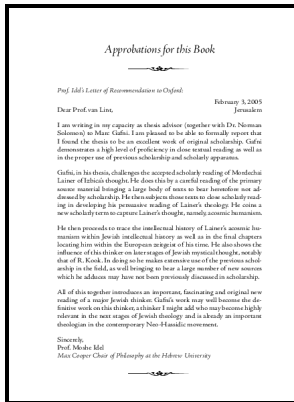 Approbations for this Book
Prof. Idel's Letter of Recommendation to Oxford:
February 3, 2005
Dear Prof. van Lint, Jerusalem
I am writing in my capacity as thesis advisor (together with Dr. Norman
Solomon) to Marc Gafni. I am pleased to be able to formally report that
I found the thesis to be an excellent work of original scholarship. Gafni
demonstrates a high level of proficiency in close textual reading as well as
in the proper use of previous scholarship and scholarly apparatus.
Gafni, in his thesis, challenges the accepted scholarly reading of Mordechai
Lainer of Izbica's thought. He does this by a careful reading of the primary
source material bringing a large body of texts to bear heretofore not ad-
dressed by scholarship. He then subjects those texts to close scholarly read-
ing in developing his persuasive reading of Lainer's theology. He coins a
new scholarly term to capture Lainer's thought, namely, acosmic humanism.
He then proceeds to trace the intellectual history of Lainer's acosmic hu-
manism within Jewish intellectual history as well as in the final chapters
locating him within the European zeitgeist of his time. He also shows the
influence of this thinker on later stages of Jewish mystical thought, notably
that of R. Kook. In doing so he makes extensive use of the previous schol-
arship in the field, as well bringing to bear a large number of new sources
which he adduces may have not been previously discussed in scholarship.
All of this together introduces an important, fascinating and original new
reading of a major Jewish thinker. Gafni's work may well become the de-
finitive work on this thinker, a thinker I might add who may become highly
relevant in the next stages of Jewish theology and is already an important
theologian in the contemporary Neo-Hassidic movement.
Sincerely,
Prof. Moshe Idel
Max Cooper Chair of Philosophy at the Hebrew University